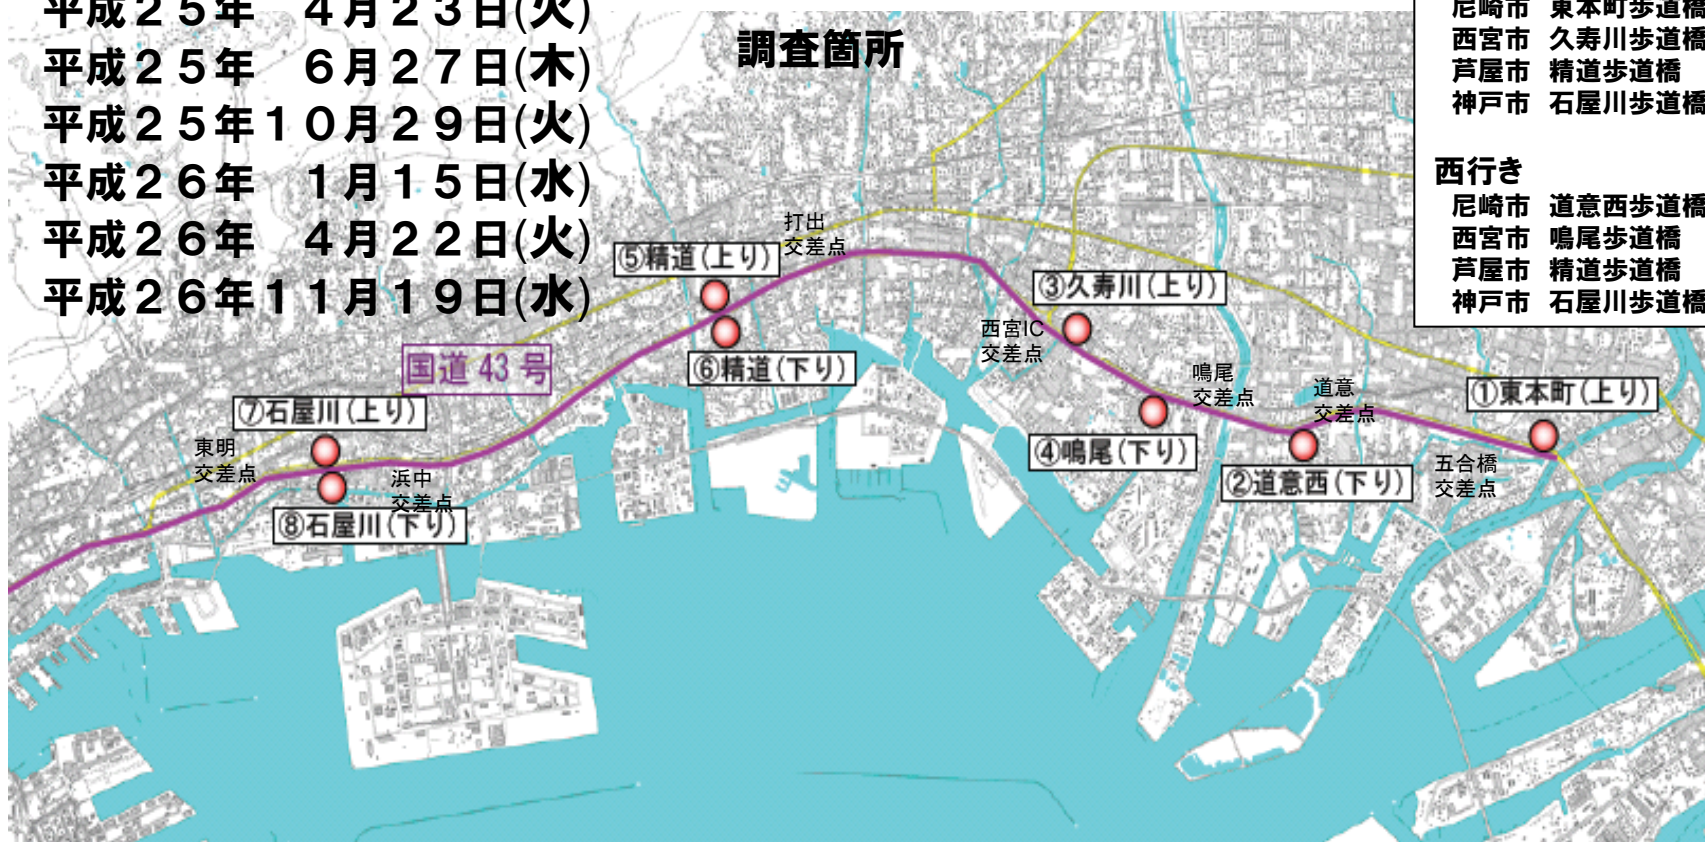 平成２５年　４月２３日(火)
平成２５年　６月２７日(木)
平成２５年１０月２９日(火)
平成２６年　１月１５日(水)
平成２６年　４月２２日(火)
平成２６年１１月１９日(水)
調査箇所
尼崎市 東本町歩道橋
西宮市 久寿川歩道橋
芦屋市 精道歩道橋
神戸市 石屋川歩道橋
西行き
尼崎市 道意西歩道橋
西宮市 鳴尾歩道橋
芦屋市 精道歩道橋
神戸市 石屋川歩道橋
打出
交差点
⑤精道(上り)
③久寿川(上り)
西宮IC
交差点
⑥精道(下り)
国道 43 号
鳴尾
交差点
道意
交差点
①東本町(上り)
⑦石屋川(上り)
④鳴尾(下り)
東明
交差点
浜中
交差点
②道意西(下り)
五合橋
交差点
⑧石屋川(下り)